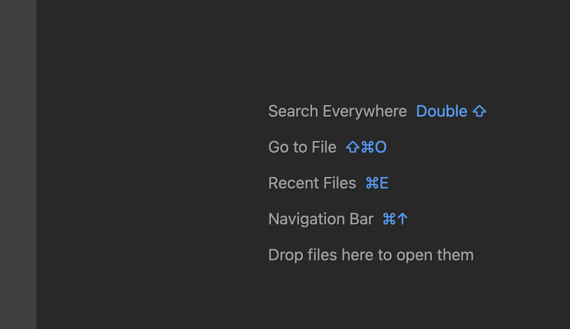 Search Everywhere Double ⇧
Go to File ⇧⌘O
Recent Files ⌘E
Navigation Bar ⌘↑
Drop files here to open them